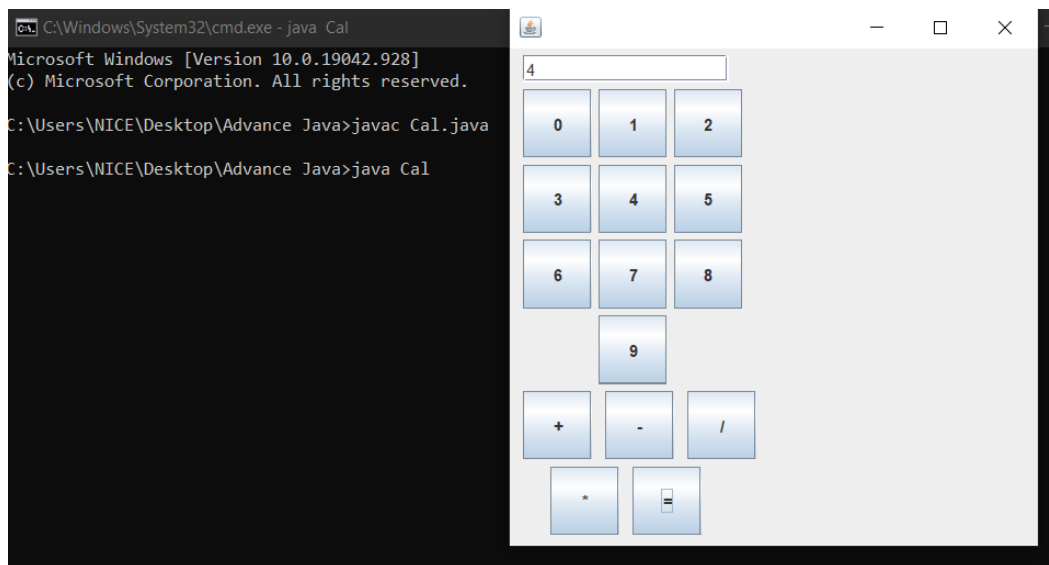 C:\Windows\System32\cmd.exe - java  Cal
Microsoft Windows [Version 10.0.19042.928]
(c) Microsoft Corporation. All rights reserved.
C:\Users\NICE\Desktop\Advance Java>javac Cal.java
C:\Users\NICE\Desktop\Advance Java>java Cal
4
0 1 2
3 4 5
6 7 8
9
+ - /
* =